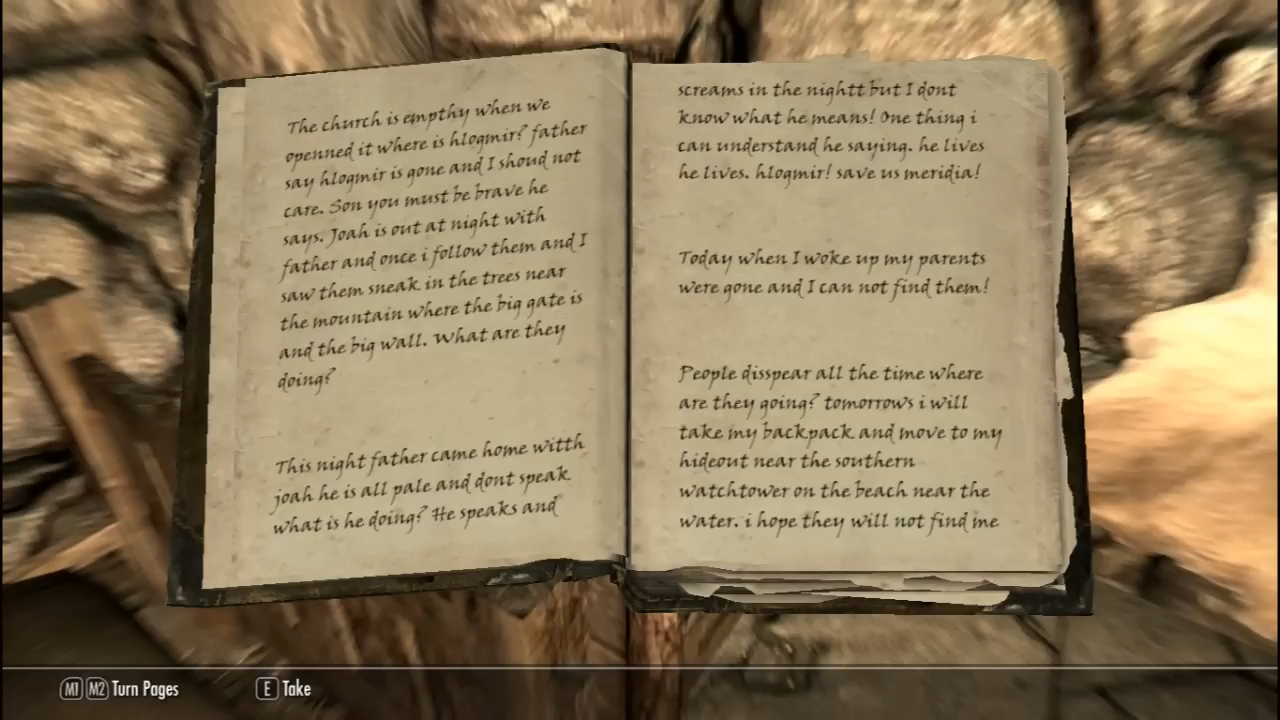 The church is empthy when we
openned it where is hlogmir? father
say hlogmir is gone and I shoud not
care. Son you must be brave he
says. Joah is out at night with
father and once i follow them and I
saw them sneak in the trees near
the mountain where the big gate is
and the big wall. What are they
doing?
This night father came home witth
joah he is all pale and dont speak
what is he doing? He speaks and
screams in the nightt but I dont
know what he means! One thing i
can understand he saying. he lives
he lives. hlogmir! save us meridia!
Today when I woke up my parents
were gone and I can not find them!
People disspear all the time where
are they going? tomorrows i will
take my backpack and move to my
hideout near the southern
watchtower on the beach near the
water. i hope they will not find me
M1 M2 Turn Pages
E Take